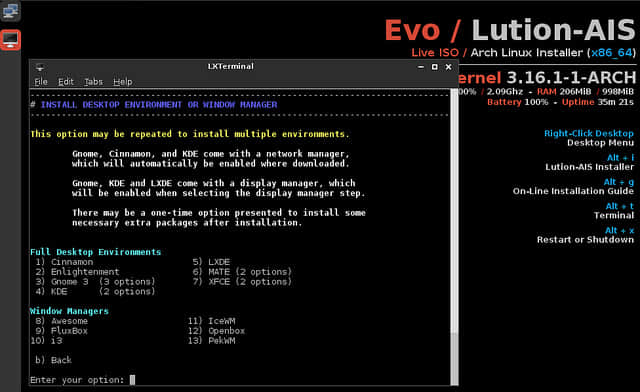 Evo / Lution-AIS
Live ISO / Arch Linux Installer (x86_64)
ernel 3.16.1-1-ARCH
00% / 2.09Ghz - RAM 206MiB / 998MiB
Battery 100% - Uptime 35m 21s
Right-Click Desktop
Desktop Menu
Alt + i
Lution-AIS Installer
Alt + g
On-Line Installation Guide
Alt + t
Terminal
Alt + x
Restart or Shutdown
LXTerminal
File Edit Tabs Help
# INSTALL DESKTOP ENVIRONMENT OR WINDOW MANAGER
This option may be repeated to install multiple environments.
Gnome, Cinnamon, and KDE come with a network manager,
which will automatically be enabled where downloaded.
Gnome, KDE and LXDE come with a display manager, which
will be enabled when selecting the display manager step.
There may be a one-time option presented to install some
necessary extra packages after installation.
Full Desktop Environments
1) Cinnamon 5) LXDE
2) Enlightenment 6) MATE (2 options)
3) Gnome 3 (3 options) 7) XFCE (2 options)
4) KDE (2 options)
Window Managers
8) Awesome 11) IceWM
9) FluxBox 12) Openbox
10) i3 13) PekWM
b) Back
Enter your option: